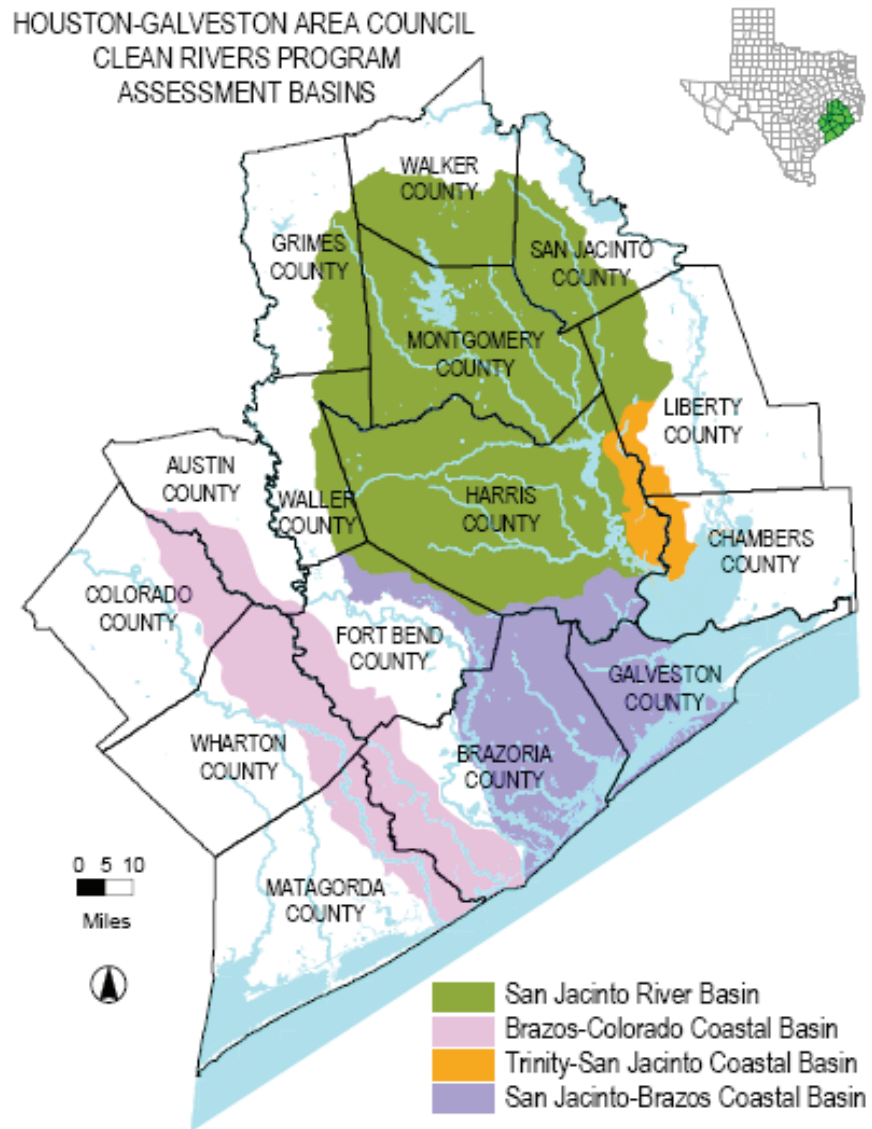 HOUSTON-GALVESTON AREA COUNCIL
CLEAN RIVERS PROGRAM
ASSESSMENT BASINS
WALKER
COUNTY
GRIMES
COUNTY
SAN JACINTO
COUNTY
MONTGOMERY
COUNTY
LIBERTY
COUNTY
AUSTIN
COUNTY
WALLER
COUNTY
HARRIS
COUNTY
CHAMBERS
COUNTY
COLORADO
COUNTY
FORT BEND
COUNTY
GALVESTON
COUNTY
WHARTON
COUNTY
BRAZORIA
COUNTY
MATAGORDA
COUNTY
0 5 10
Miles
San Jacinto River Basin
Brazos-Colorado Coastal Basin
Trinity-San Jacinto Coastal Basin
San Jacinto-Brazos Coastal Basin